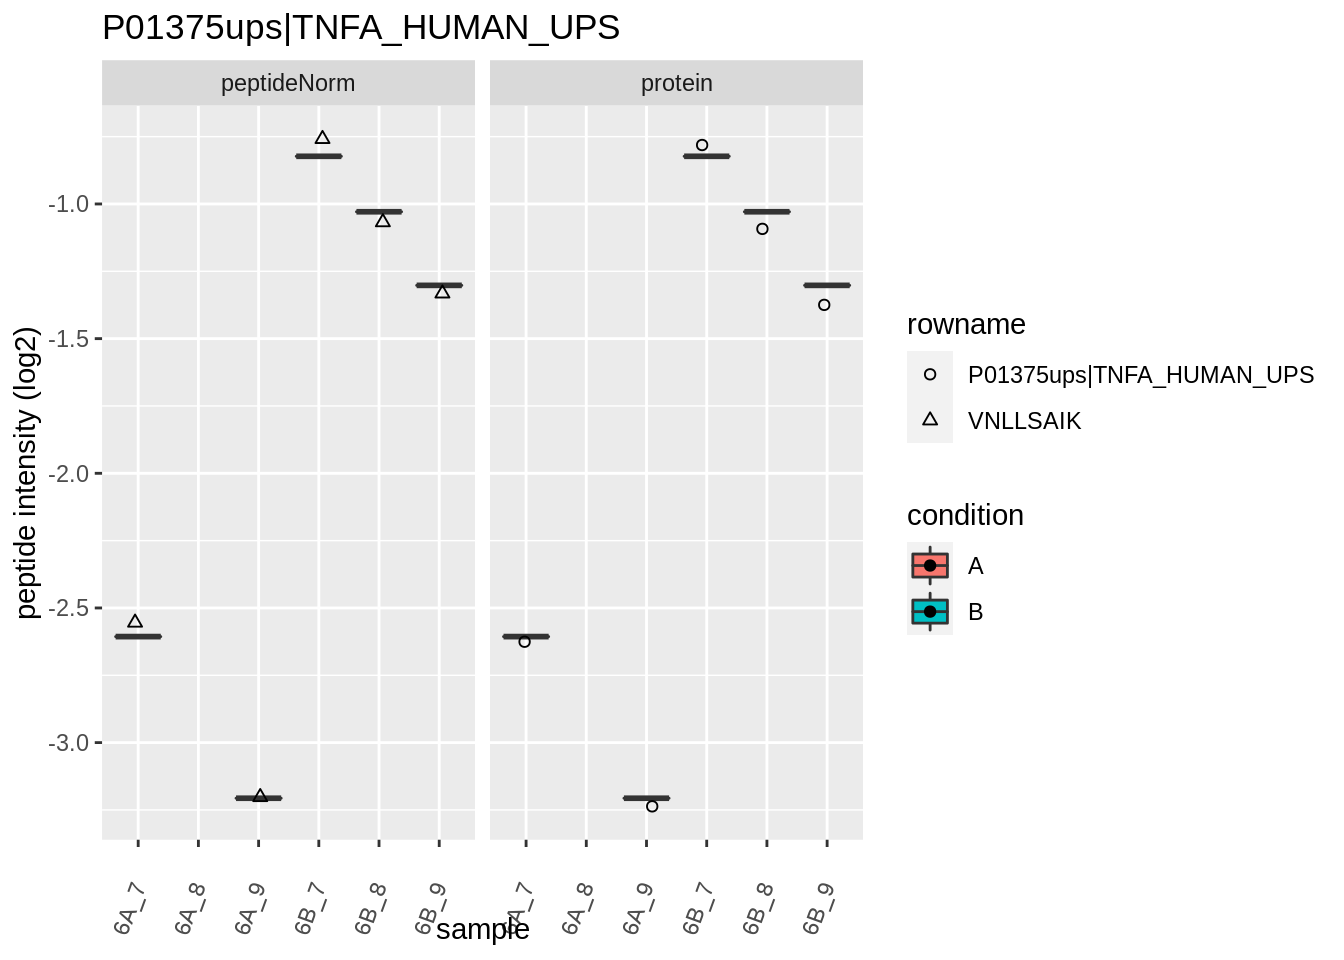 P01375ups|TNFA_HUMAN_UPS
peptideNorm
protein
peptide intensity (log2)
-1.0
-1.5
-2.0
-2.5
-3.0
6A_7
6A_8
6A_9
6B_7
6B_8
6B_9
6A_7
6A_8
6A_9
6B_7
6B_8
6B_9
sample
rowname
P01375ups|TNFA_HUMAN_UPS
VNLLSAIK
condition
A
B